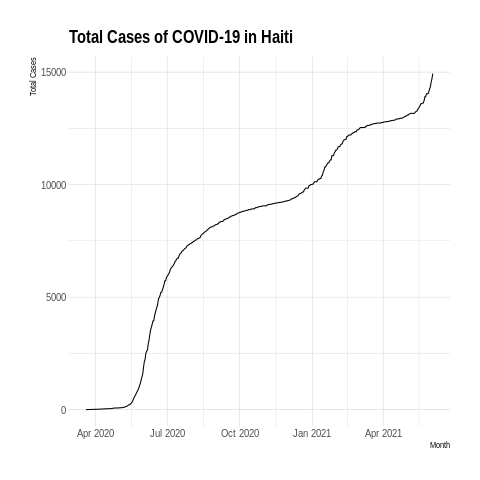 Total Cases of COVID-19 in Haiti
Total Cases
15000
10000
5000
0
Apr 2020 Jul 2020 Oct 2020 Jan 2021 Apr 2021
Month